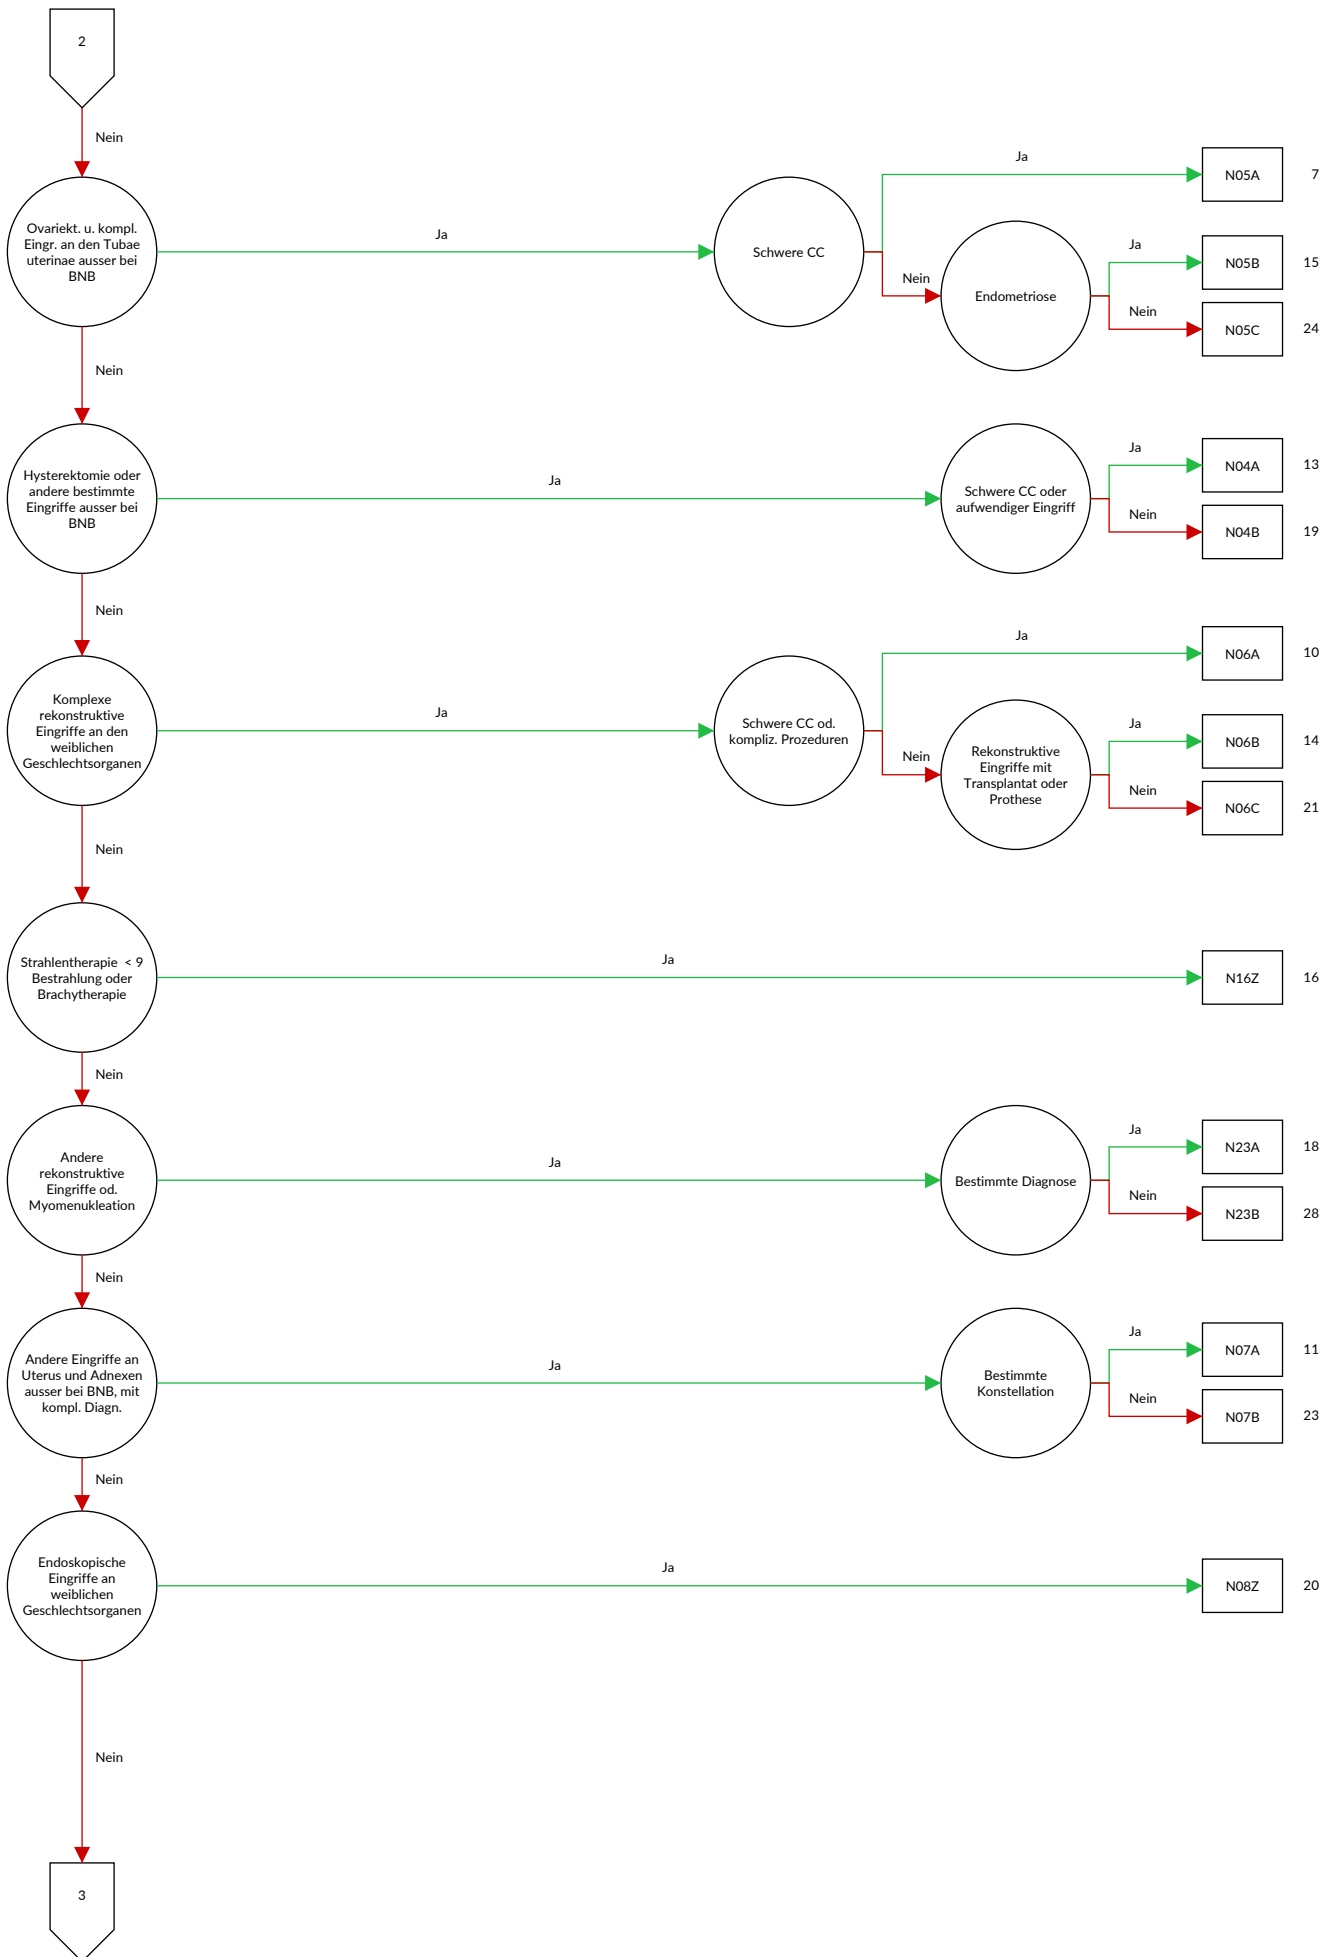 2
Nein
Ovariekt. u. kompl.
Eingr. an den Tubae
uterinae ausser bei
BNB
Ja
Schwere CC
Ja
N05A
7
Nein
Endometriose
Ja
N05B
15
Nein
N05C
24
Nein
Hysterektomie oder
andere bestimmte
Eingriffe ausser bei
BNB
Ja
Schwere CC oder
aufwendiger Eingriff
Ja
N04A
13
Nein
N04B
19
Nein
Komplexe
rekonstruktive
Eingriffe an den
weiblichen
Geschlechtsorganen
Ja
Schwere CC od.
kompliz. Prozeduren
Ja
N06A
10
Nein
Rekonstruktive
Eingriffe mit
Transplantat oder
Prothese
Ja
N06B
14
Nein
N06C
21
Nein
Strahlentherapie < 9
Bestrahlung oder
Brachytherapie
Ja
N16Z
16
Nein
Andere
rekonstruktive
Eingriffe od.
Myomenukleation
Ja
Bestimmte Diagnose
Ja
N23A
18
Nein
N23B
28
Nein
Andere Eingriffe an
Uterus und Adnexen
ausser bei BNB, mit
kompl. Diagn.
Ja
Bestimmte
Konstellation
Ja
N07A
11
Nein
N07B
23
Nein
Endoskopische
Eingriffe an
weiblichen
Geschlechtsorganen
Ja
N08Z
20
Nein
3